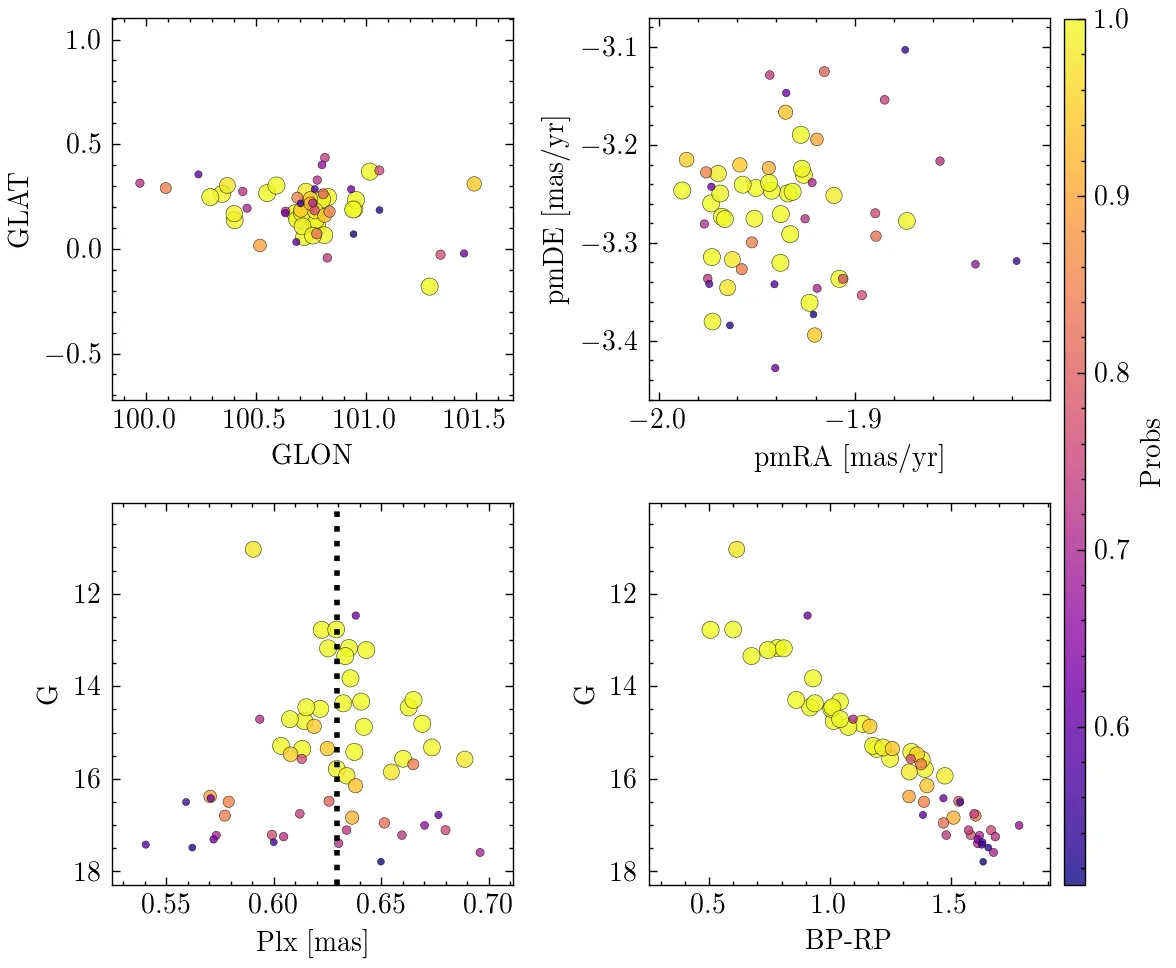 1.0
0.5
0.0
−0.5
GLAT
100.0 100.5 101.0 101.5
GLON
−3.1
−3.2
−3.3
−3.4
pmDE [mas/yr]
−2.0 −1.9
pmRA [mas/yr]
12
14
16
18
G
0.55 0.60 0.65 0.70
Plx [mas]
12
14
16
18
G
0.5 1.0 1.5
BP-RP
1.0
0.9
0.8
0.7
0.6
Probs